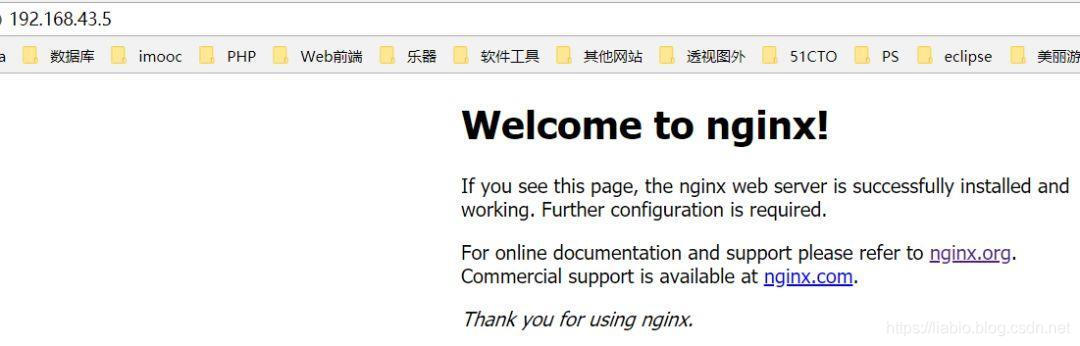 192.168.43.5
a 数据库 imooc PHP Web前端 乐器 软件工具 其他网站 透视图外 51CTO PS eclipse 美丽游
Welcome to nginx!
If you see this page, the nginx web server is successfully installed and
working. Further configuration is required.
For online documentation and support please refer to nginx.org.
Commercial support is available at nginx.com.
Thank you for using nginx.
https://liabio.blog.csdn.net